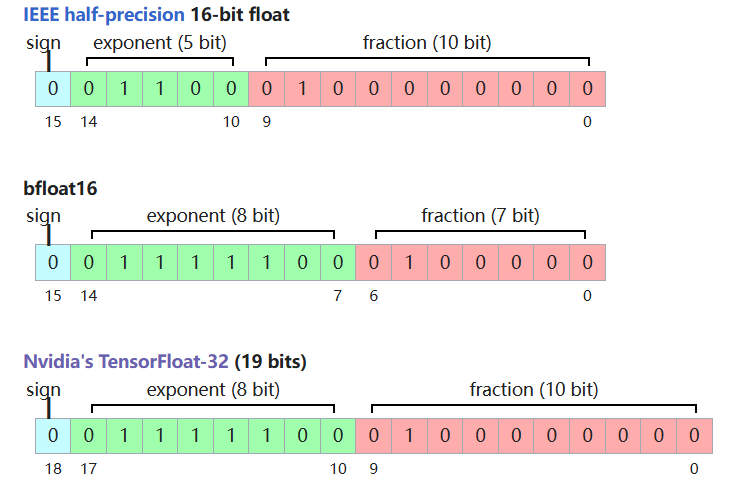 IEEE half-precision 16-bit float
sign exponent (5 bit) fraction (10 bit)
0 0 1 1 0 0 0 1 0 0 0 0 0 0 0 0
15 14 10 9 0
bfloat16
sign exponent (8 bit) fraction (7 bit)
0 0 1 1 1 1 1 0 0 0 1 0 0 0 0 0
15 14 7 6 0
Nvidia's TensorFloat-32 (19 bits)
sign exponent (8 bit) fraction (10 bit)
0 0 1 1 1 1 1 0 0 0 1 0 0 0 0 0 0 0 0
18 17 10 9 0